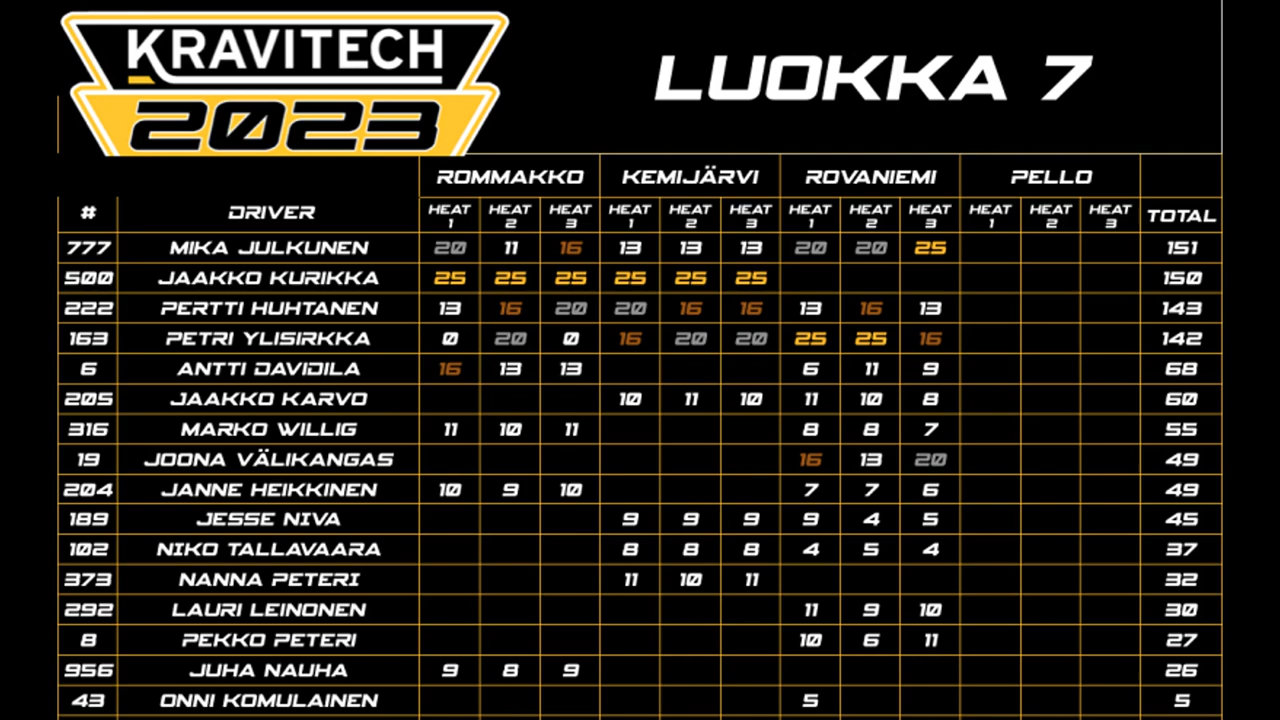 KRAVITECH
2023
LUOKKA 7
ROMMAKKO KEMIJÄRVI ROVANIEMI PELLO
# DRIVER HEAT 1 HEAT 2 HEAT 3 HEAT 1 HEAT 2 HEAT 3 HEAT 1 HEAT 2 HEAT 3 HEAT 1 HEAT 2 HEAT 3 TOTAL
777 MIKA JULKUNEN 20 11 16 13 13 13 20 20 25 151
500 JAAKKO KURIKKA 25 25 25 25 25 25 150
222 PERTTI HUHTANEN 13 16 20 20 16 16 13 16 13 143
163 PETRI YLISIRKKA 0 20 0 16 20 20 25 25 16 142
6 ANTTI DAVIDILA 16 13 13 6 11 9 68
205 JAAKKO KARVO 10 11 10 11 10 8 60
316 MARKO WILLIG 11 10 11 8 8 7 55
19 JOONA VÄLIKANGAS 16 13 20 49
204 JANNE HEIKKINEN 10 9 10 7 7 6 49
189 JESSE NIVA 9 9 9 9 4 5 45
102 NIKO TALLAVAARA 8 8 8 4 5 4 37
373 NANNA PETERI 11 10 11 32
292 LAURI LEINONEN 11 9 10 30
8 PEKKO PETERI 10 6 11 27
956 JUHA NAUHA 9 8 9 26
43 ONNI KOMULAINEN 5 5